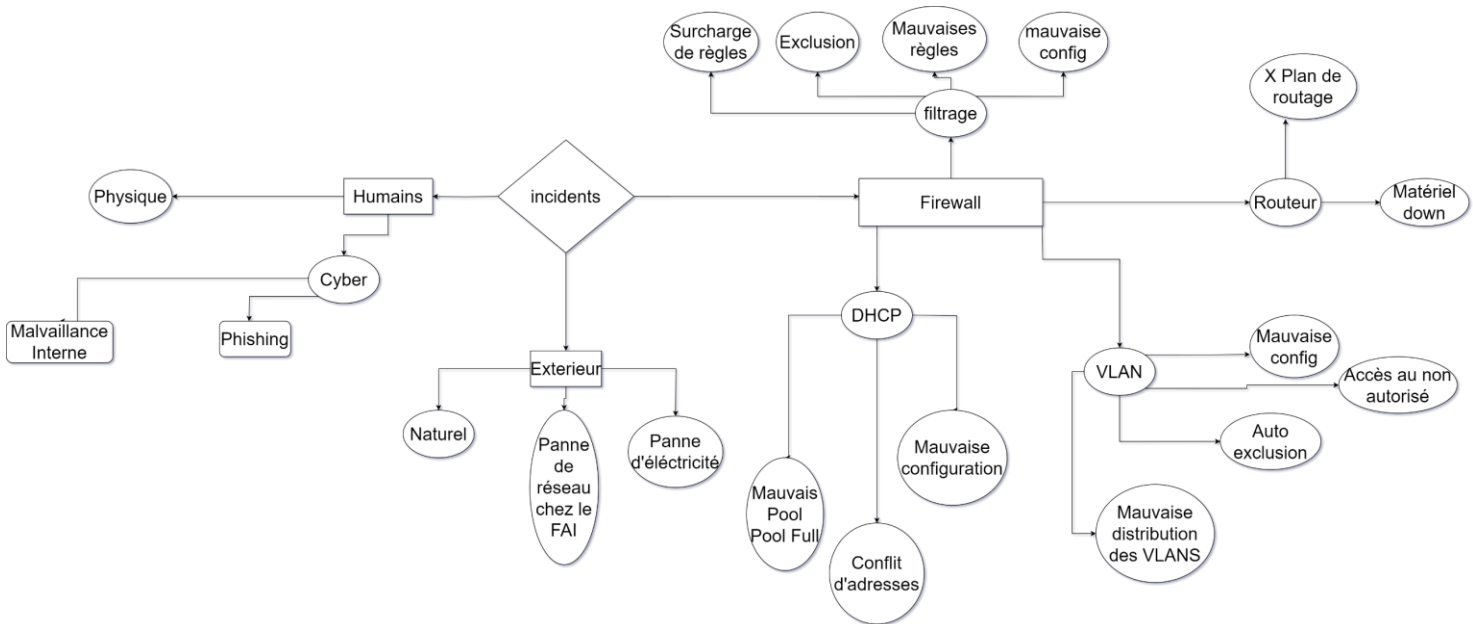 Surcharge
de règles
Exclusion
Mauvaises
règles
mauvaise
config
X Plan de
routage
filtrage
Physique
Humains
incidents
Firewall
Routeur
Matériel
down
Cyber
Malvaillance
Interne
Phishing
DHCP
Exterieur
VLAN
Mauvaise
config
Accès au non
autorisé
Naturel
Panne
de
réseau
chez le
FAI
Panne
d'éléctricité
Mauvaise
configuration
Auto
exclusion
Mauvais
Pool
Pool Full
Conflit
d'adresses
Mauvaise
distribution
des VLANS